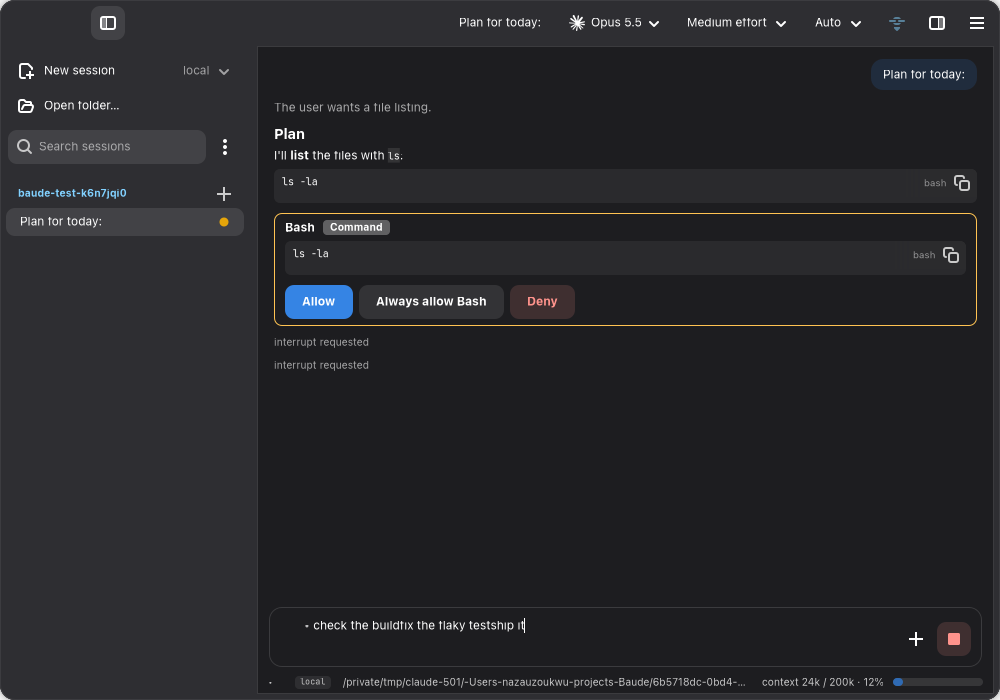 Plan for today:
Opus 5.5
Medium effort
Auto
New session
local
Open folder...
Search sessions
baude-test-k6n7jqi0
Plan for today:
Plan for today:
The user wants a file listing.
Plan
I'll list the files with ls.
ls -la
bash
Bash
Command
ls -la
bash
Allow
Always allow Bash
Deny
interrupt requested
interrupt requested
- check the buildfix the flaky testship it
local
/private/tmp/claude-501/-Users-nazauzoukwu-projects-Baude/6b5718dc-0bd4-...
context 24k / 200k · 12%